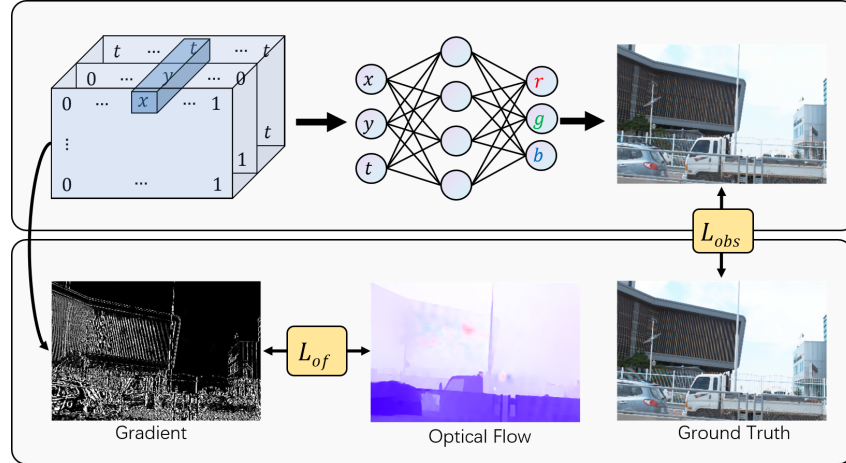 t ... t ... t
0 ... y ... 0
0 ... x ... 1
⋮
t
1
0 ... 1
x
y
t
r
g
b
L_obs
L_of
Gradient
Optical Flow
Ground Truth